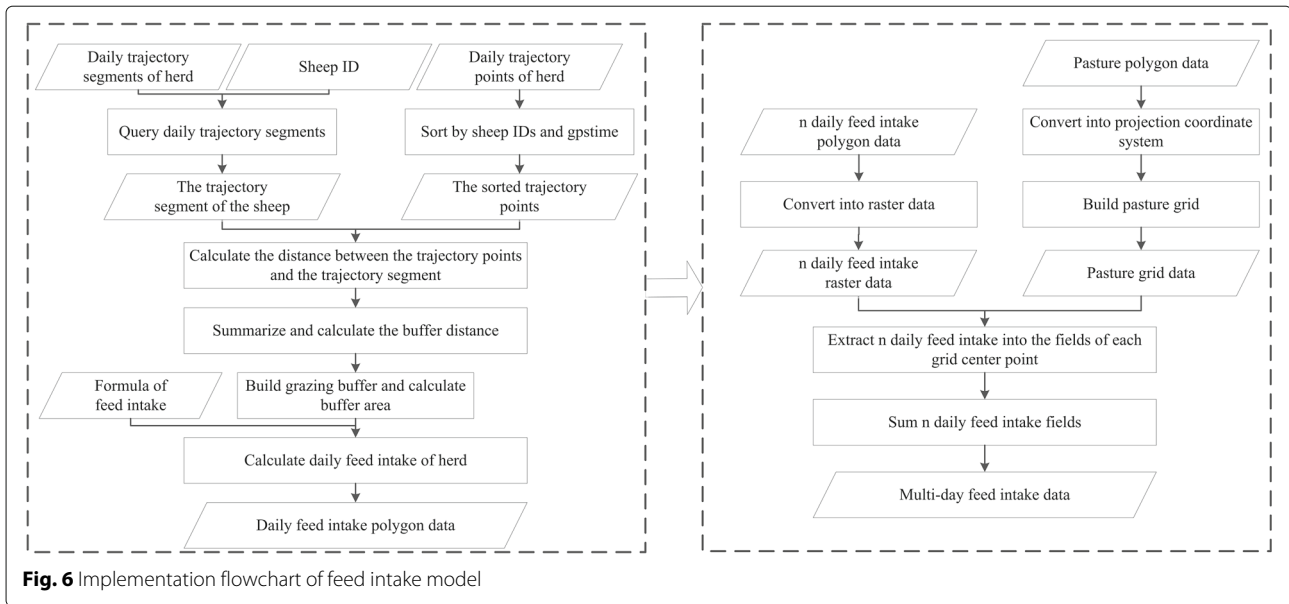 Daily trajectory
segments of herd
Sheep ID
Daily trajectory
points of herd
Query daily trajectory segments
Sort by sheep IDs and gpstime
The trajectory
segment of the sheep
The sorted trajectory
points
Calculate the distance between the trajectory points
and the trajectory segment
Summarize and calculate the buffer distance
Formula of
feed intake
Build grazing buffer and calculate
buffer area
Calculate daily feed intake of herd
Daily feed intake polygon data
Pasture polygon data
n daily feed intake
polygon data
Convert into projection coordinate
system
Convert into raster data
Build pasture grid
n daily feed intake
raster data
Pasture grid data
Extract n daily feed intake into the fields of each
grid center point
Sum n daily feed intake fields
Multi-day feed intake data
Fig. 6 Implementation flowchart of feed intake model